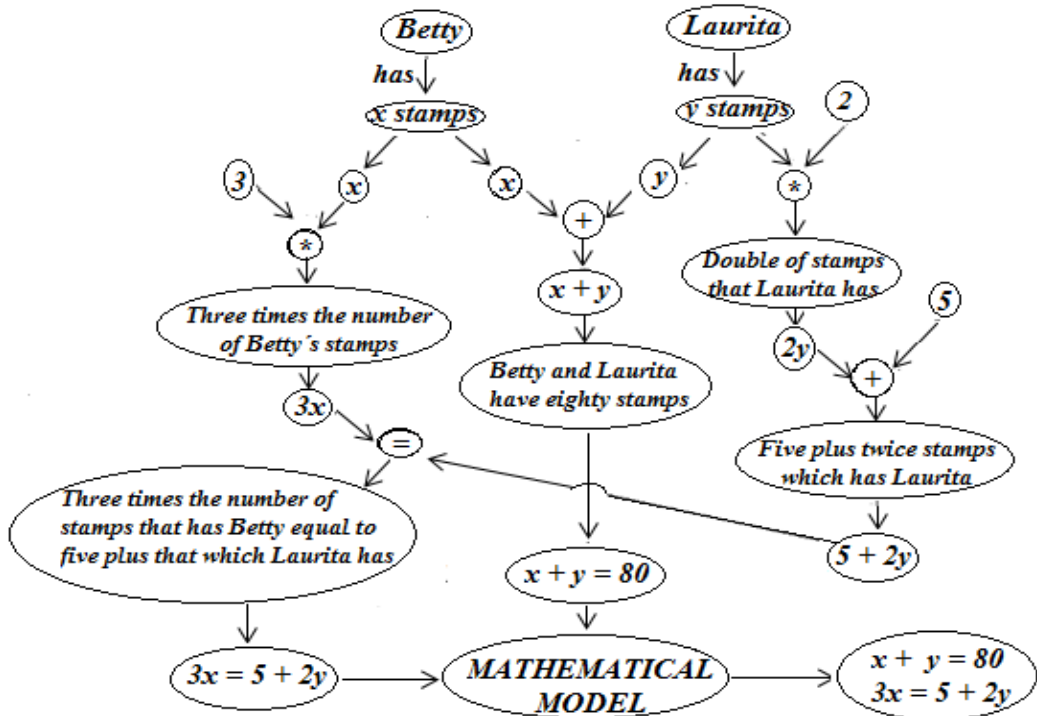 Betty
Laurita
has
has
x stamps
y stamps
2
3
x
x
y
*
+
*
Double of stamps
that Laurita has
x + y
5
Three times the number
of Betty´s stamps
2y
Betty and Laurita
have eighty stamps
+
3x
=
Five plus twice stamps
which has Laurita
Three times the number of
stamps that has Betty equal to
five plus that which Laurita has
5 + 2y
x + y = 80
3x = 5 + 2y
MATHEMATICAL
MODEL
x + y = 80
3x = 5 + 2y